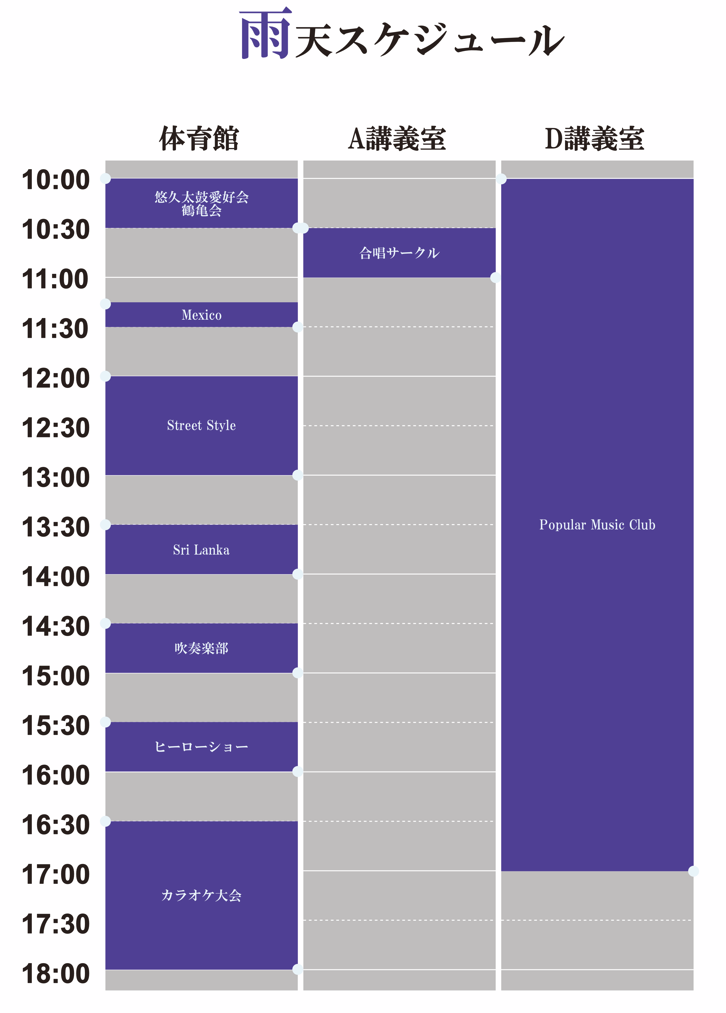 雨天スケジュール
体育館
A講義室
D講義室
10:00
悠久太鼓愛好会
鶴亀会
10:30
合唱サークル
11:00
Mexico
11:30
12:00
Street Style
12:30
13:00
13:30
Popular Music Club
Sri Lanka
14:00
14:30
吹奏楽部
15:00
15:30
ヒーローショー
16:00
16:30
17:00
カラオケ大会
17:30
18:00